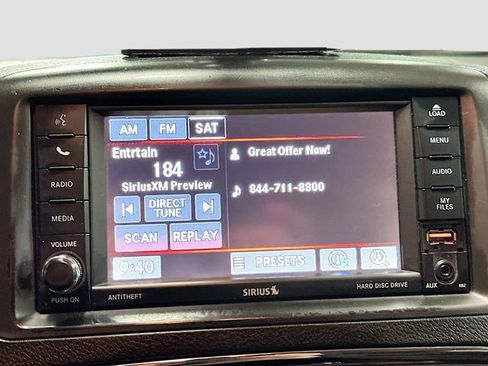 AM FM SAT
Entrtain
184
SiriusXM Preview
DIRECT
TUNE
SCAN REPLAY
9:40
Great Offer Now!
844-711-8800
PRESETS
RADIO
MEDIA
VOLUME
PUSH ON
ANTITHEFT
SIRIUS
HARD DISC DRIVE
LOAD
MENU
AUDIO
MY
FILES
AUX